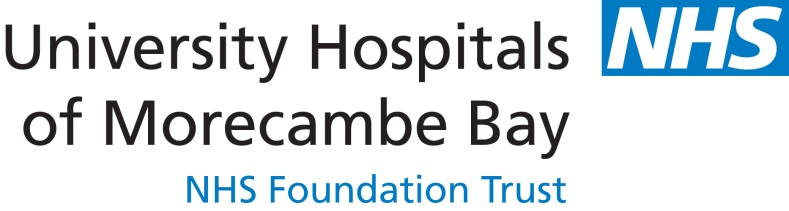 University Hospitals NHS
of Morecambe Bay
NHS Foundation Trust